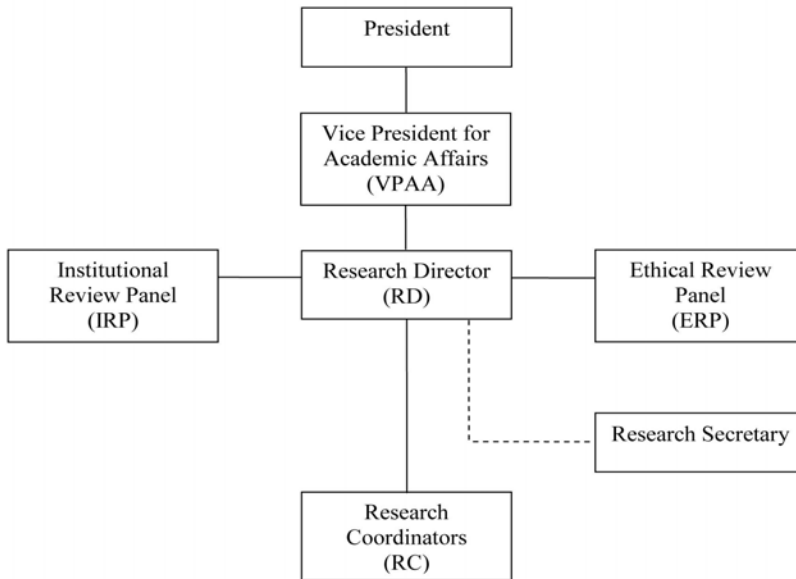 President
Vice President for
Academic Affairs
(VPAA)
Institutional
Review Panel
(IRP)
Research Director
(RD)
Ethical Review
Panel
(ERP)
Research Secretary
Research
Coordinators
(RC)